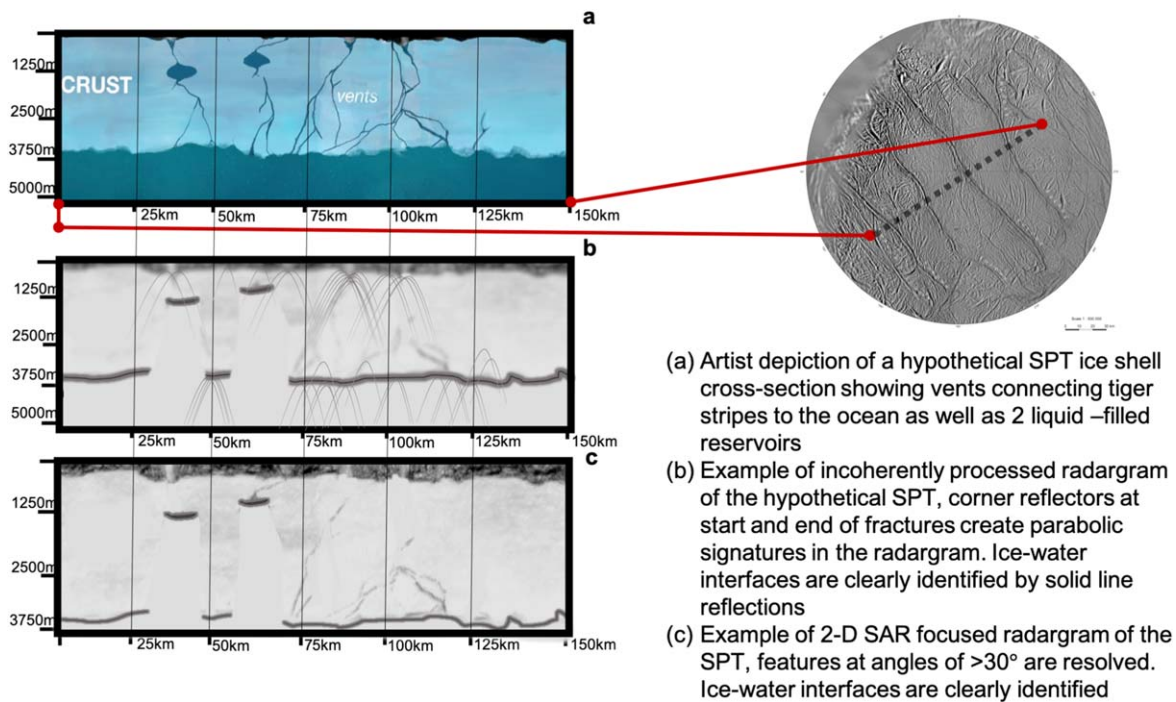 a
1250m
CRUST
2500m
vents
3750m
5000m
25km
50km
75km
100km
125km
150km
b
1250m
2500m
3750m
5000m
25km
50km
75km
100km
125km
150km
c
1250m
2500m
3750m
25km
50km
75km
100km
125km
150km
(a) Artist depiction of a hypothetical SPT ice shell
cross-section showing vents connecting tiger
stripes to the ocean as well as 2 liquid –filled
reservoirs
(b) Example of incoherently processed radargram
of the hypothetical SPT, corner reflectors at
start and end of fractures create parabolic
signatures in the radargram. Ice-water
interfaces are clearly identified by solid line
reflections
(c) Example of 2-D SAR focused radargram of the
SPT, features at angles of >30° are resolved.
Ice-water interfaces are clearly identified